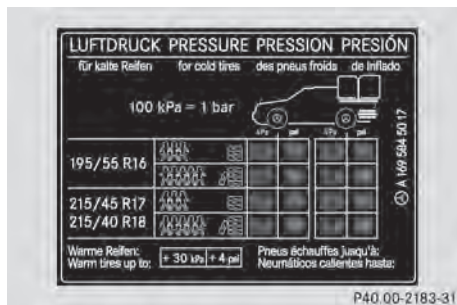 LUFTDRUCK PRESSURE PRESSION PRESIÓN
für kalte Reifen for cold tires des pneus froids de Inflado
100 kPa = 1 bar
kPa psi kPa psi
195/55 R16
215/45 R17
215/40 R18
A 169 584 50 17
Warme Reifen:
Warm tires up to:
+ 30 kPa + 4 psi
Pneus échauffes jusqu'à:
Neumáticos calientes hasta:
P40.00-2183-31